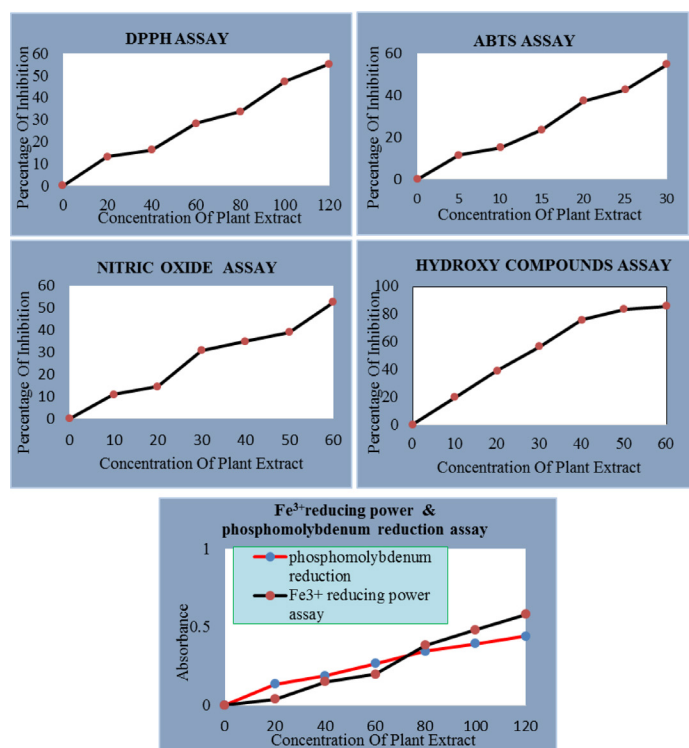 DPPH ASSAY
Percentage Of Inhibition
60
50
40
30
20
10
0
0 20 40 60 80 100 120
Concentration Of Plant Extract
ABTS ASSAY
Percentage Of Inhibition
60
40
20
0
0 5 10 15 20 25 30
Concentration Of Plant Extract
NITRIC OXIDE ASSAY
Percentage Of Inhibition
60
50
40
30
20
10
0
0 10 20 30 40 50 60
Concentration Of Plant Extract
HYDROXY COMPOUNDS ASSAY
Percentage Of Inhibition
100
80
60
40
20
0
0 10 20 30 40 50 60
Concentration Of Plant Extract
Fe³⁺reducing power &
phosphomolybdenum reduction assay
Absorbance
1
0.5
0
phosphomolybdenum
reduction
Fe3+ reducing power
assay
0 20 40 60 80 100 120
Concentration Of Plant Extract